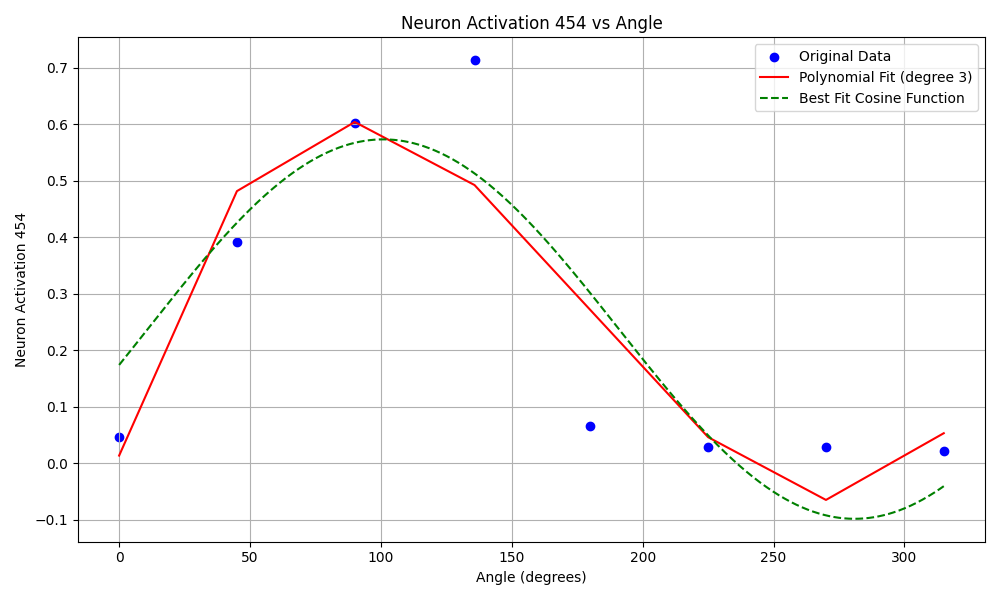 Neuron Activation 454 vs Angle
Original Data
Polynomial Fit (degree 3)
Best Fit Cosine Function
Neuron Activation 454
0.7
0.6
0.5
0.4
0.3
0.2
0.1
0.0
−0.1
0 50 100 150 200 250 300
Angle (degrees)